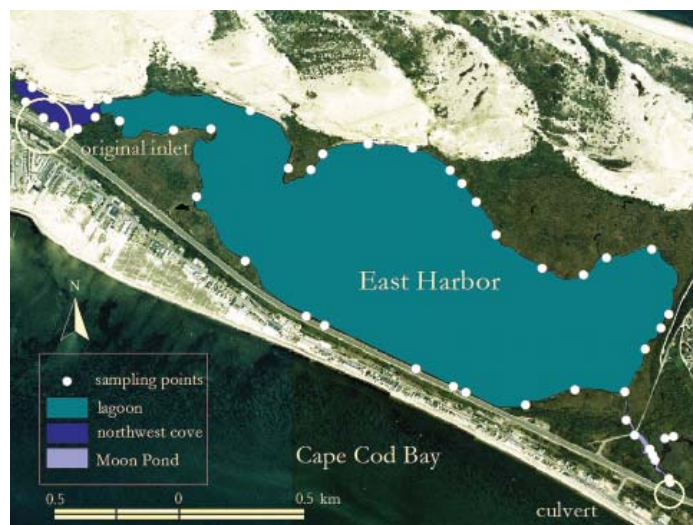 original inlet
East Harbor
N
sampling points
lagoon
northwest cove
Moon Pond
Cape Cod Bay
0.5 0 0.5 km
culvert